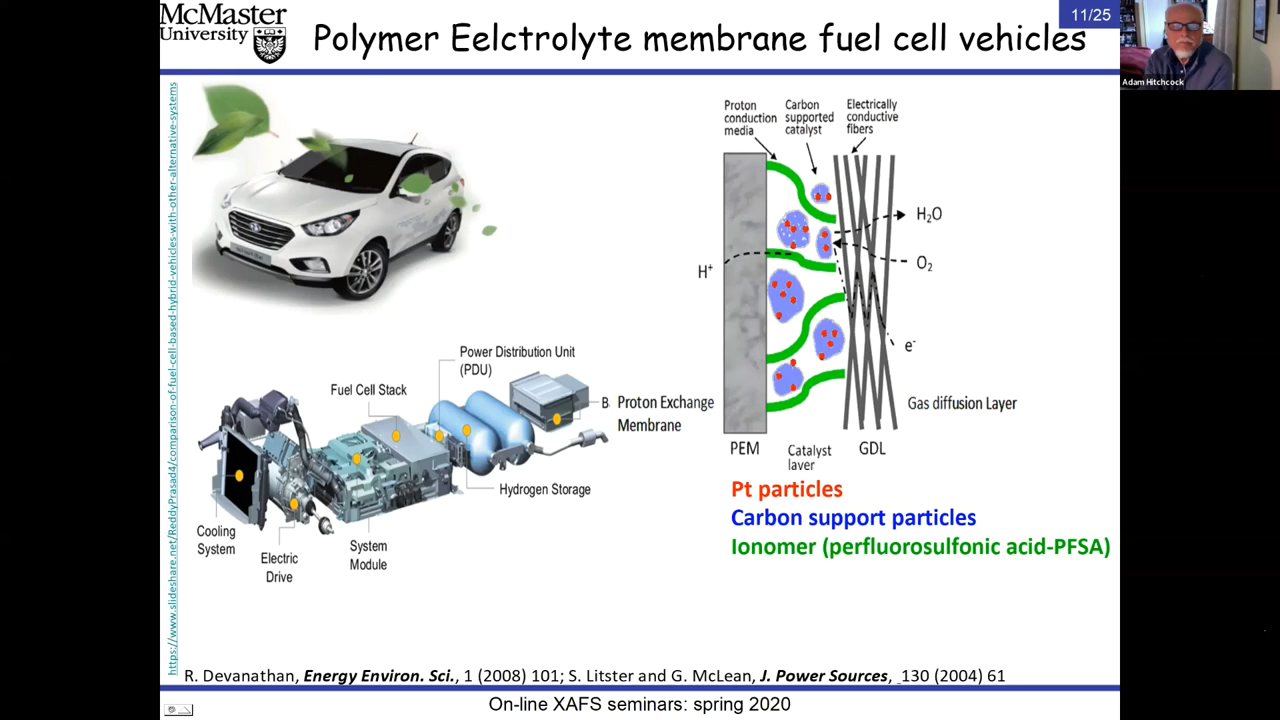 McMaster
University
Polymer Eelctrolyte membrane fuel cell vehicles
11/25
Adam Hitchcock
https://www.slideshare.net/ReddyPrasad4/comparison-of-fuel-cell-based-hybrid-vehicles-with-other-alternative-systems
Proton
conduction
media
Carbon
supported
catalyst
Electrically
conductive
fibers
H₂O
O₂
H⁺
e⁻
Gas diffusion Layer
PEM
Catalyst
layer
GDL
Power Distribution Unit
(PDU)
Fuel Cell Stack
B
Proton Exchange
Membrane
Hydrogen Storage
Cooling
System
Electric
Drive
System
Module
Pt particles
Carbon support particles
Ionomer (perfluorosulfonic acid-PFSA)
R. Devanathan, Energy Environ. Sci., 1 (2008) 101; S. Litster and G. McLean, J. Power Sources, _130 (2004) 61
On-line XAFS seminars: spring 2020